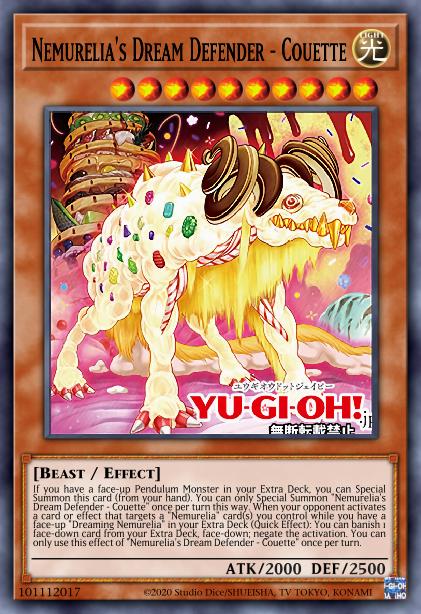 Nemurelia's Dream Defender - Couette
LIGHT
光
ユウギオウドットジェイピー
YU-GI-OH!
.jp
無断転載禁止
[Beast / Effect]
If you have a face-up Pendulum Monster in your Extra Deck, you can Special
Summon this card (from your hand). You can only Special Summon "Nemurelia's
Dream Defender - Couette" once per turn this way. When your opponent activates
a card or effect that targets a "Nemurelia" card(s) you control while you have a
face-up "Dreaming Nemurelia" in your Extra Deck (Quick Effect): You can banish 1
face-down card from your Extra Deck, face-down; negate the activation. You can
only use this effect of "Nemurelia's Dream Defender - Couette" once per turn.
ATK/2000 DEF/2500
101112017
©2020 Studio Dice/SHUEISHA, TV TOKYO, KONAMI